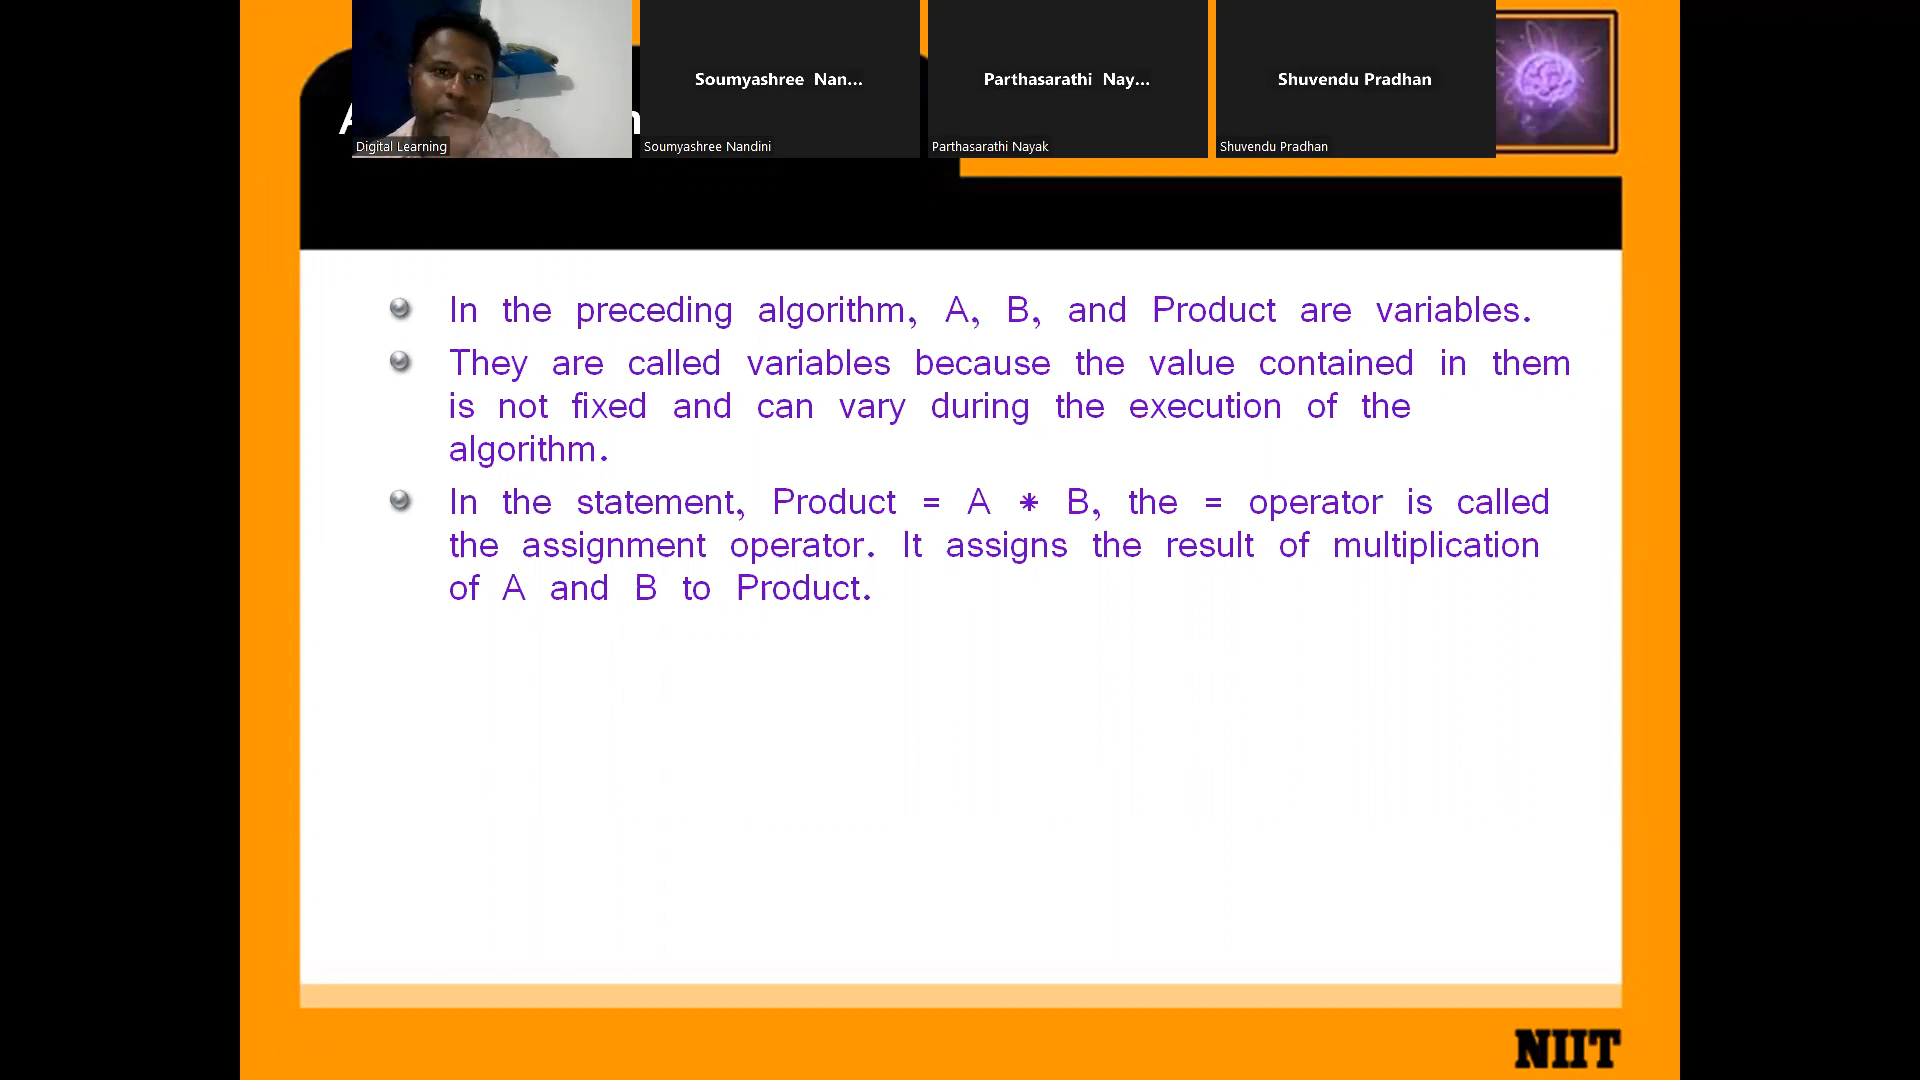 Soumyashree Nan...
Parthasarathi Nay...
Shuvendu Pradhan
Digital Learning
Soumyashree Nandini
Parthasarathi Nayak
Shuvendu Pradhan
In the preceding algorithm, A, B, and Product are variables.
They are called variables because the value contained in them
is not fixed and can vary during the execution of the
algorithm.
In the statement, Product = A * B, the = operator is called
the assignment operator. It assigns the result of multiplication
of A and B to Product.
NIIT